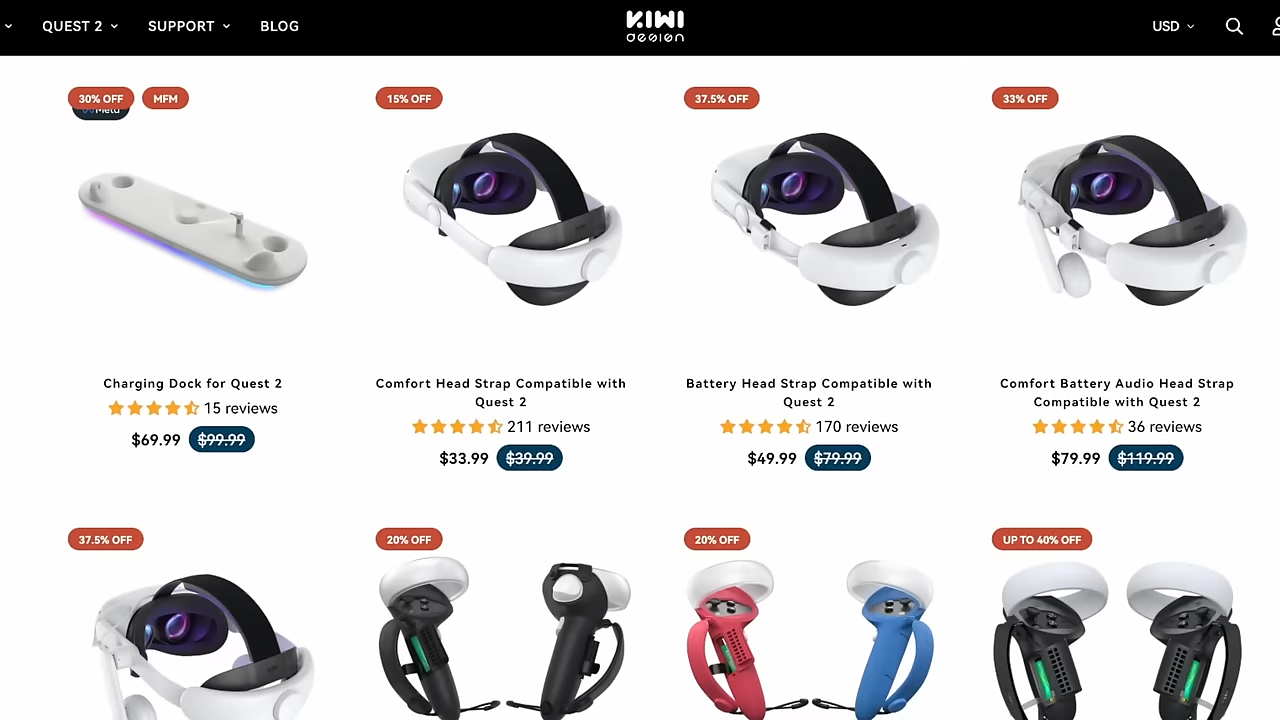 QUEST 2
SUPPORT
BLOG
KIWI
design
USD
30% OFF
MFM
Meta
15% OFF
37.5% OFF
33% OFF
Charging Dock for Quest 2
15 reviews
$69.99 $99.99
Comfort Head Strap Compatible with
Quest 2
211 reviews
$33.99 $39.99
Battery Head Strap Compatible with
Quest 2
170 reviews
$49.99 $79.99
Comfort Battery Audio Head Strap
Compatible with Quest 2
36 reviews
$79.99 $119.99
37.5% OFF
20% OFF
20% OFF
UP TO 40% OFF